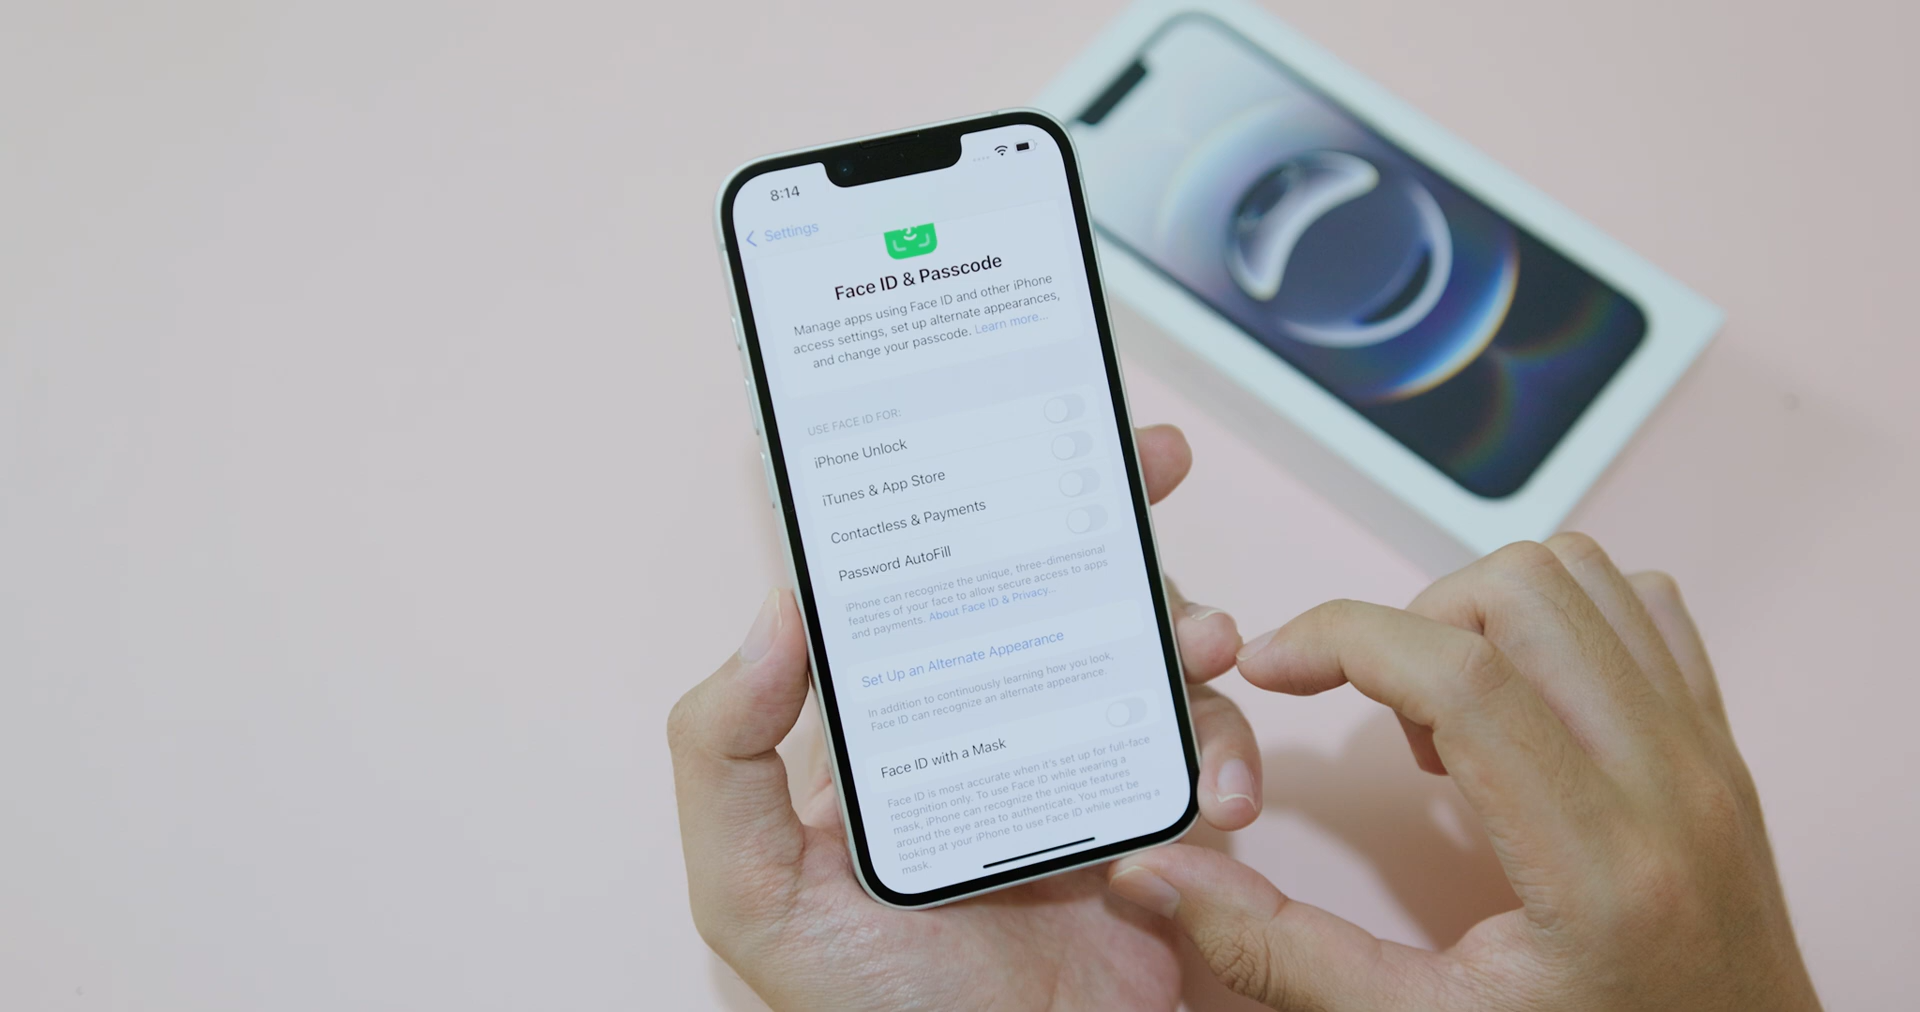 8:14
Settings
Face ID & Passcode
Manage apps using Face ID and other iPhone
access settings, set up alternate appearances,
and change your passcode. Learn more...
USE FACE ID FOR:
iPhone Unlock
iTunes & App Store
Contactless & Payments
Password AutoFill
iPhone can recognize the unique, three-dimensional
features of your face to allow secure access to apps
and payments. About Face ID & Privacy...
Set Up an Alternate Appearance
In addition to continuously learning how you look,
Face ID can recognize an alternate appearance.
Face ID with a Mask
Face ID is most accurate when it's set up for full-face
recognition only. To use Face ID while wearing a
mask, iPhone can recognize the unique features
around the eye area to authenticate. You must be
looking at your iPhone to use Face ID while wearing a
mask.